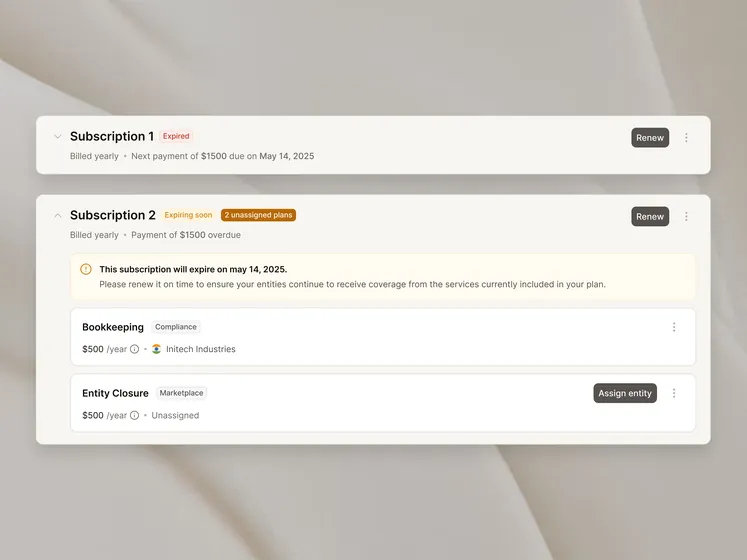 Subscription 1 Expired Renew
Billed yearly • Next payment of $1500 due on May 14, 2025
Subscription 2 Expiring soon 2 unassigned plans Renew
Billed yearly • Payment of $1500 overdue
This subscription will expire on may 14, 2025.
Please renew it on time to ensure your entities continue to receive coverage from the services currently included in your plan.
Bookkeeping Compliance
$500 /year • Initech Industries
Entity Closure Marketplace Assign entity
$500 /year • Unassigned